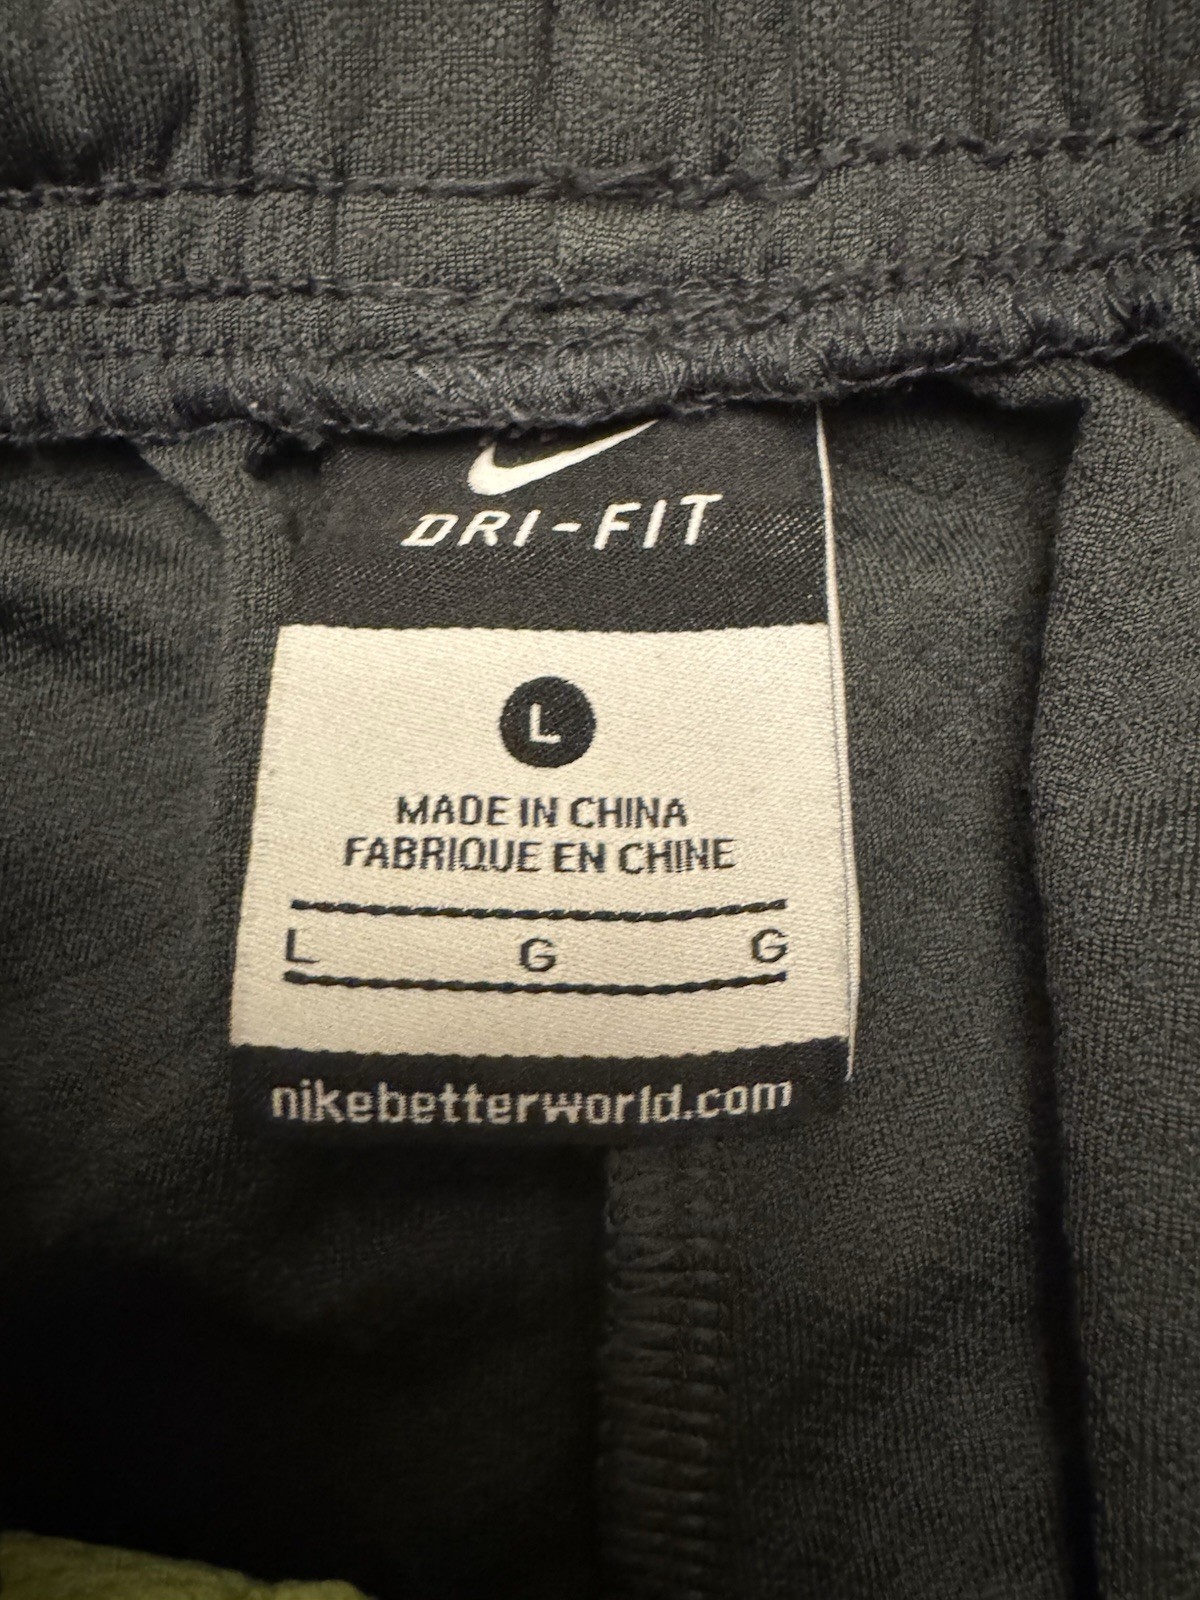 DRI-FIT
L
MADE IN CHINA
FABRIQUE EN CHINE
L G G
nikebetterworld.com